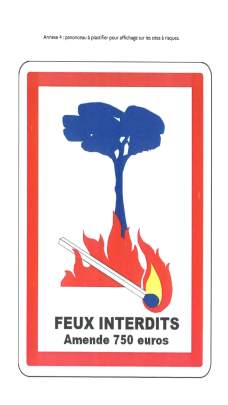 Annexe 4 : panonceau à plastifier pour affichage sur les sites à risques.
FEUX INTERDITS
Amende 750 euros